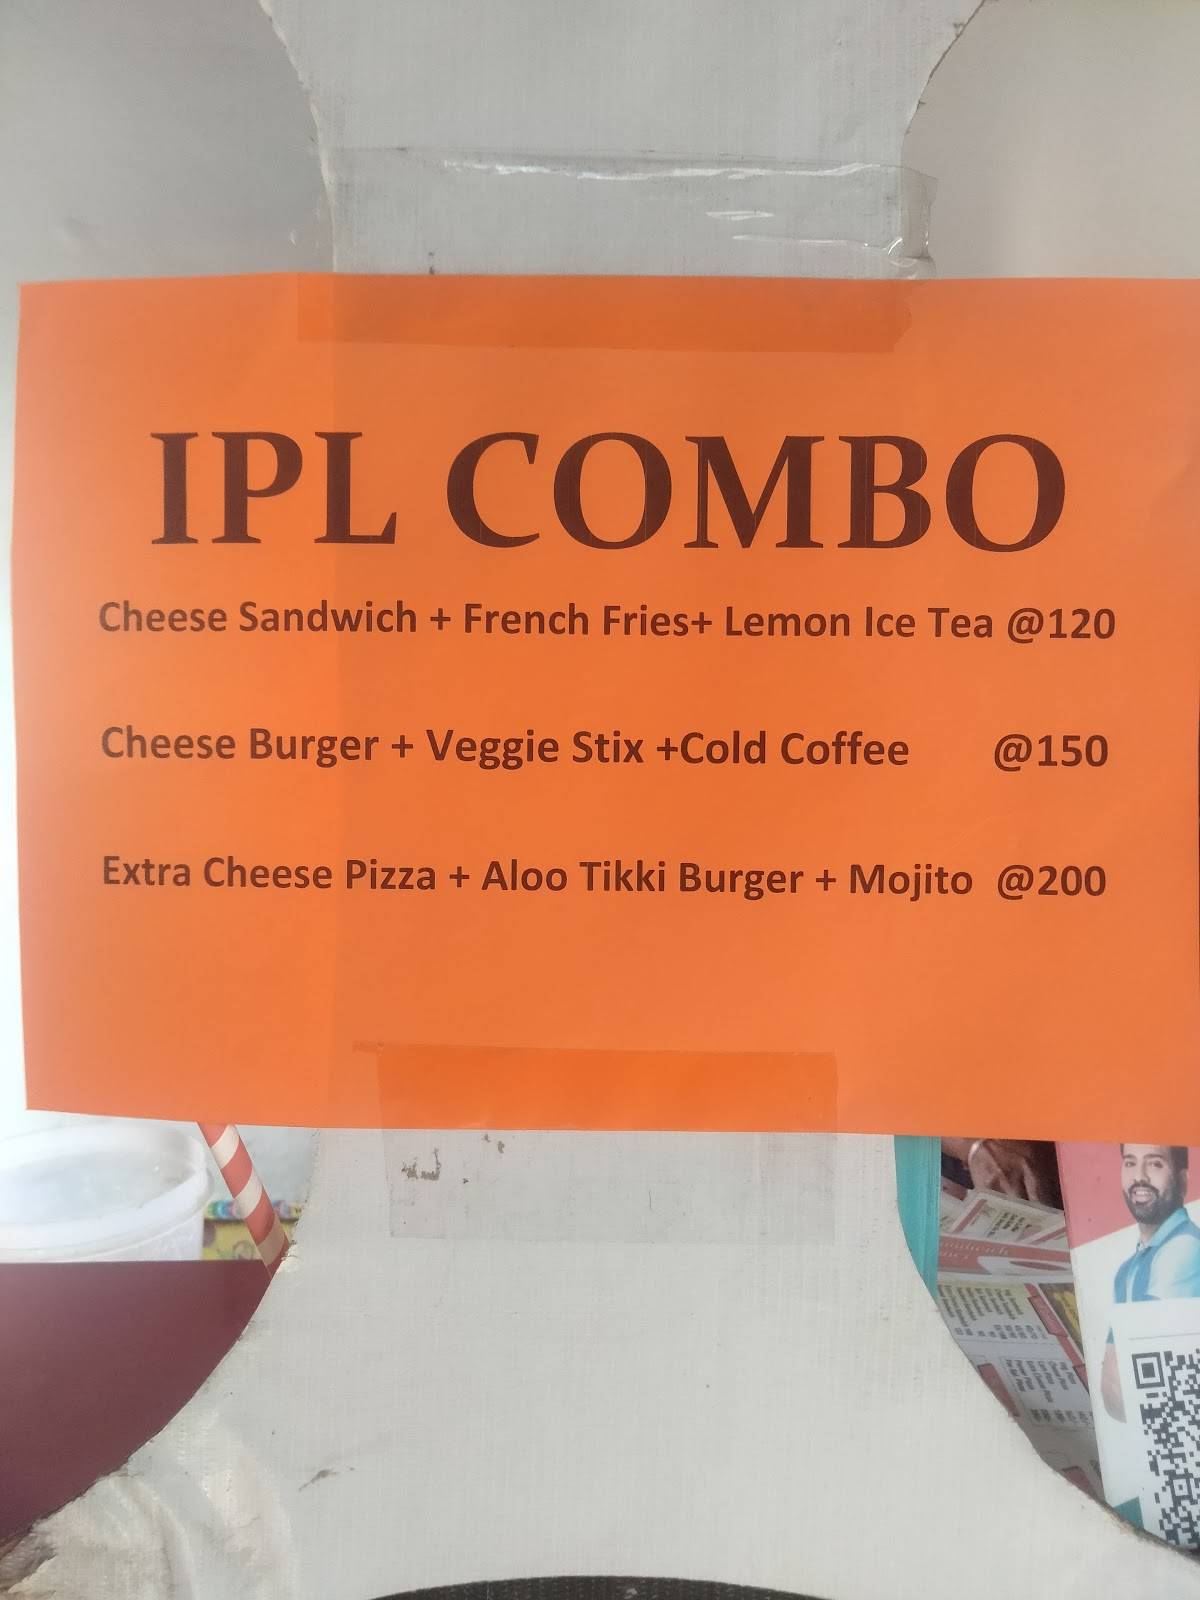 IPL COMBO
Cheese Sandwich + French Fries+ Lemon Ice Tea @120
Cheese Burger + Veggie Stix +Cold Coffee @150
Extra Cheese Pizza + Aloo Tikki Burger + Mojito @200